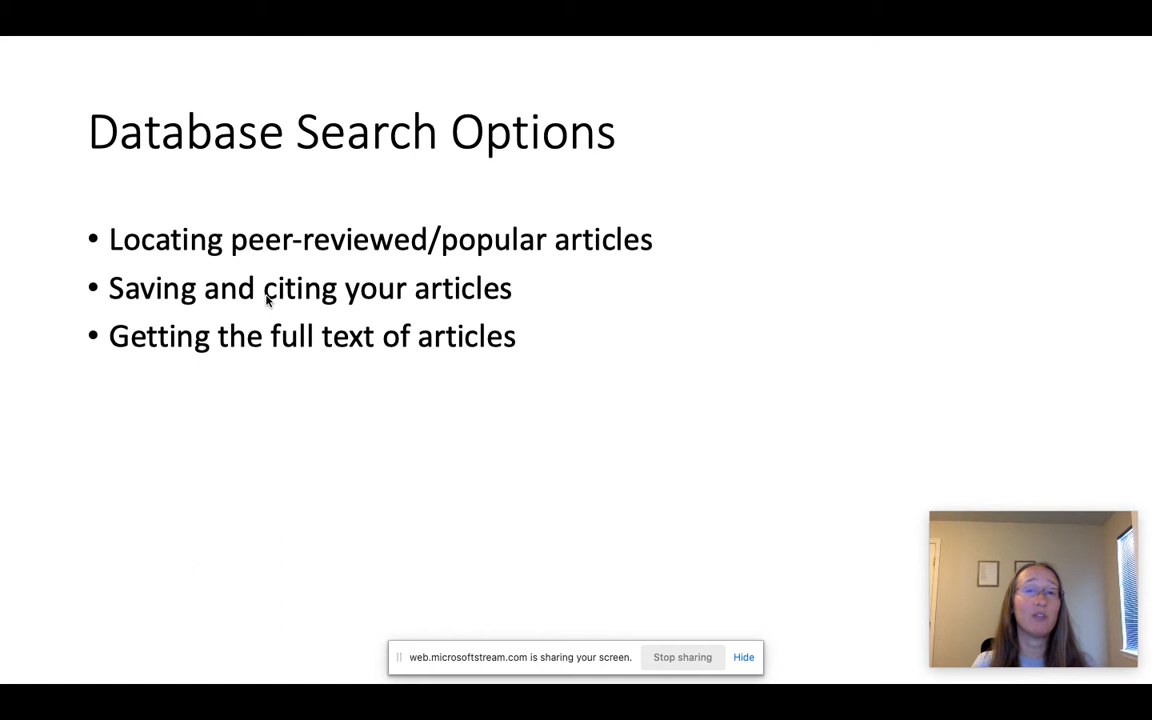 Database Search Options
• Locating peer-reviewed/popular articles
• Saving and citing your articles
• Getting the full text of articles
web.microsoftstream.com is sharing your screen. Stop sharing Hide